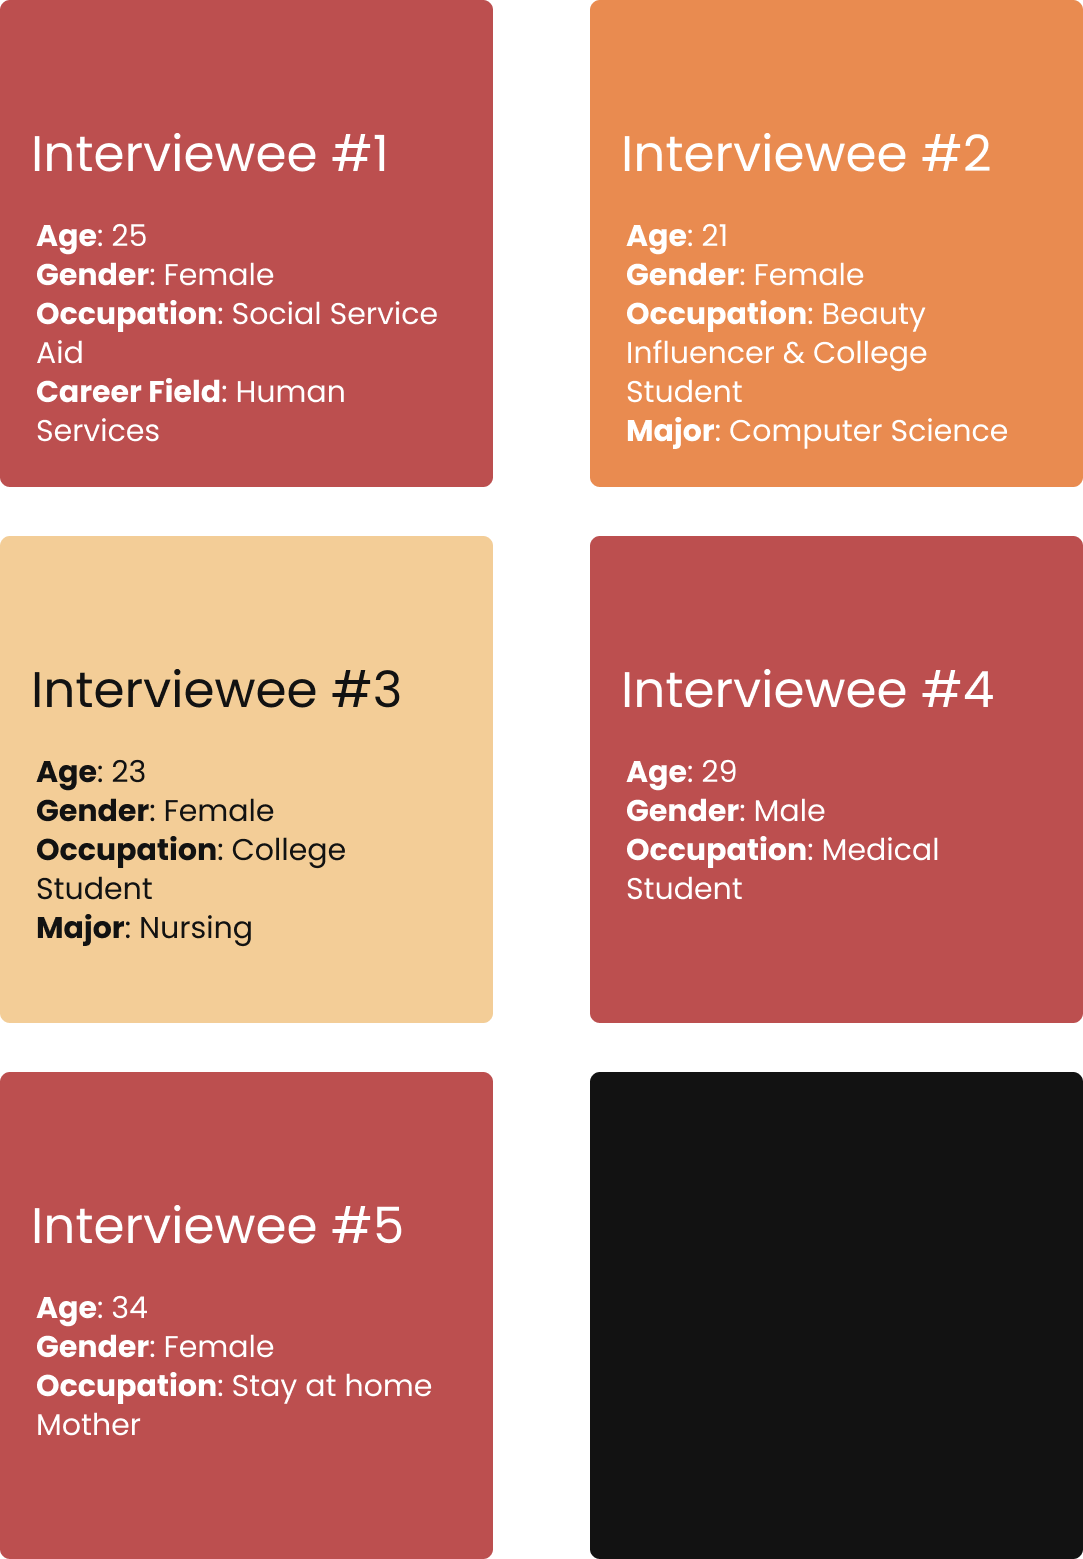 Interviewee #1
Age: 25
Gender: Female
Occupation: Social Service
Aid
Career Field: Human
Services
Interviewee #2
Age: 21
Gender: Female
Occupation: Beauty
Influencer & College
Student
Major: Computer Science
Interviewee #3
Age: 23
Gender: Female
Occupation: College
Student
Major: Nursing
Interviewee #4
Age: 29
Gender: Male
Occupation: Medical
Student
Interviewee #5
Age: 34
Gender: Female
Occupation: Stay at home
Mother